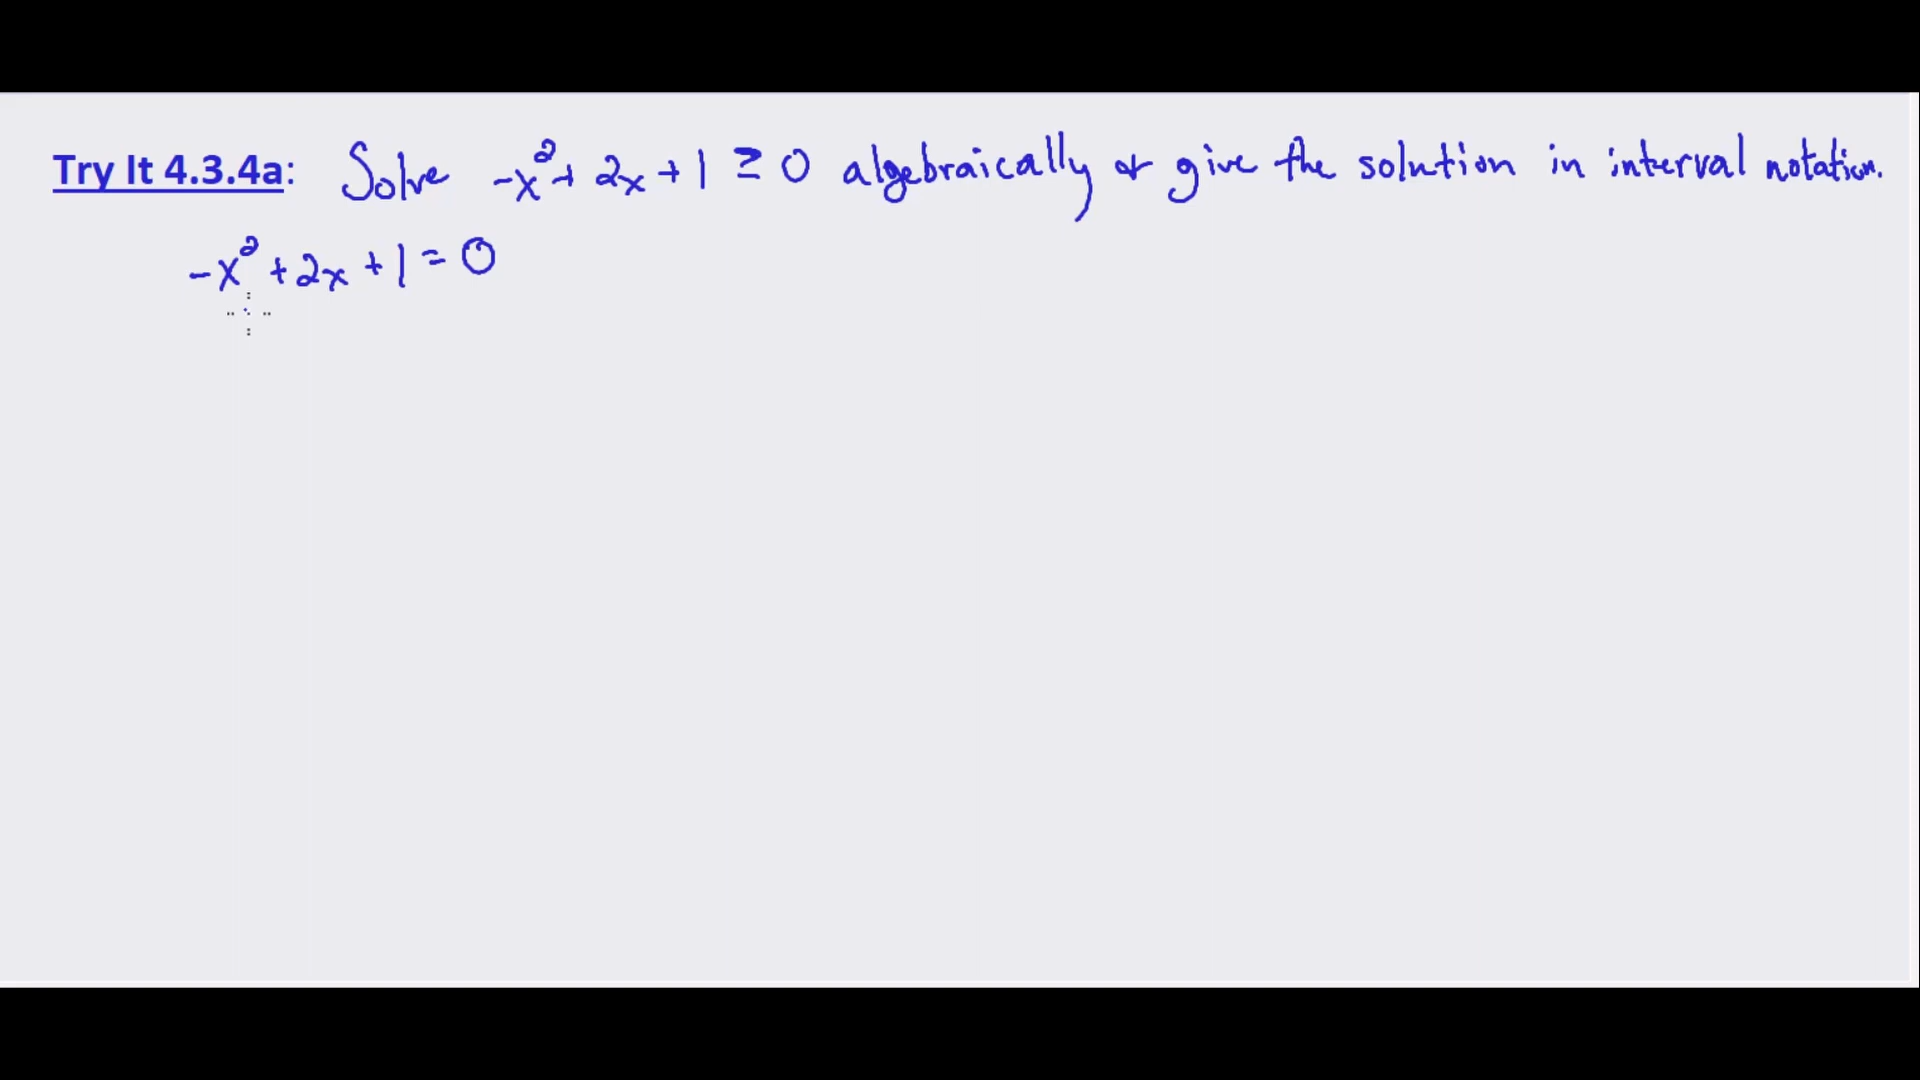 Try It 4.3.4a: Solve -x² + 2x + 1 ≥ 0 algebraically & give the solution in interval notation.
-x² + 2x + 1 = 0